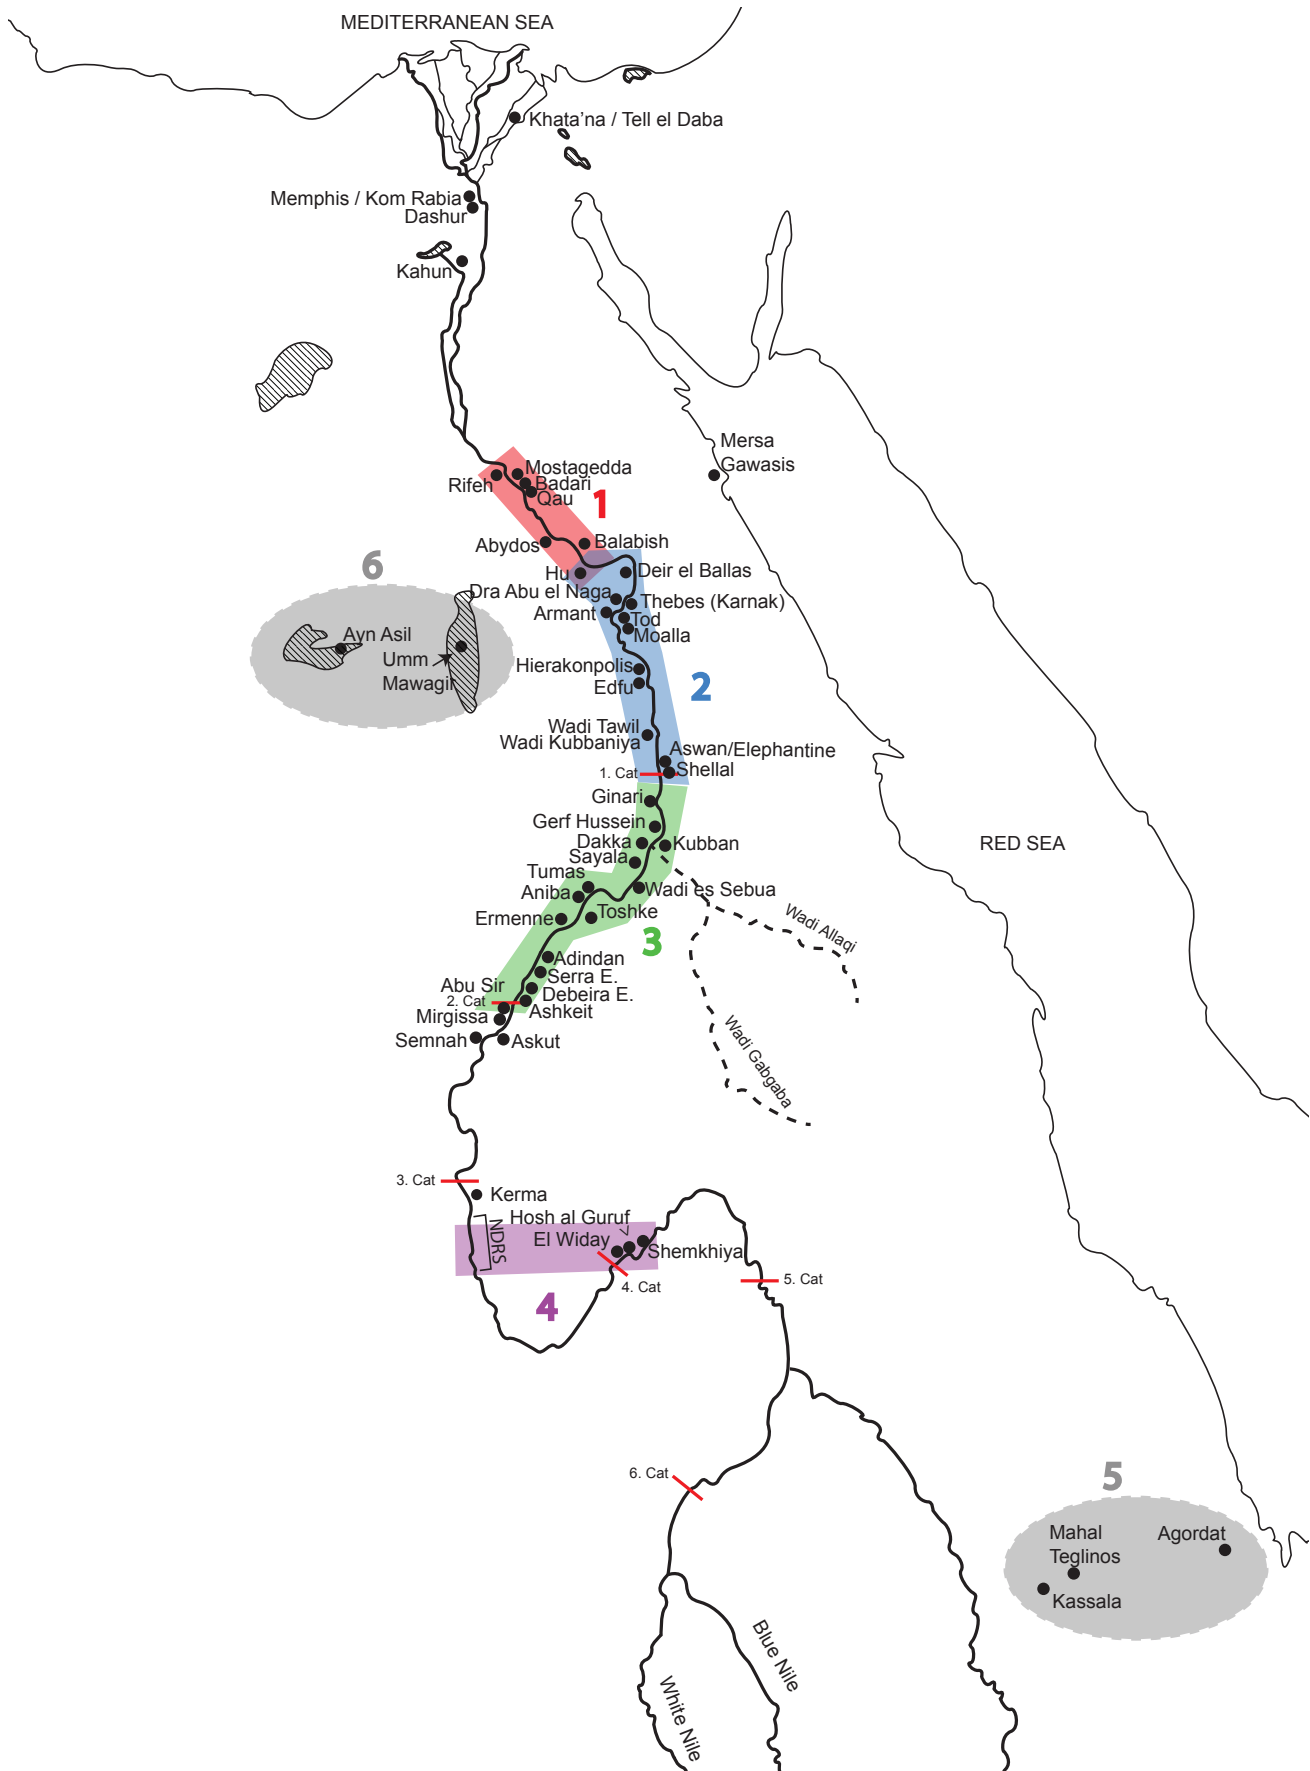 MEDITERRANEAN SEA
Khata'na / Tell el Daba
Memphis / Kom Rabia
Dashur
Kahun
Mersa
Gawasis
Mostagedda
Rifeh
Badari
Qau
1
Abydos
Balabish
6
Hu
Deir el Ballas
Dra Abu el Naga
Thebes (Karnak)
Armant
Tod
Moalla
Ayn Asil
Umm
Mawagir
Hierakonpolis
Edfu
2
Wadi Tawil
Wadi Kubbaniya
Aswan/Elephantine
Shellal
1. Cat
Ginari
Gerf Hussein
Dakka
Kubban
RED SEA
Sayala
Tumas
Aniba
Wadi es Sebua
Ermenne
Toshke
Wadi Allaqi
3
Adindan
Serra E.
Abu Sir
Debeira E.
2. Cat
Ashkeit
Mirgissa
Semnah
Askut
Wadi Gabgaba
3. Cat
Kerma
NDRS
Hosh al Guruf
El Widay
Shemkhiya
4. Cat
5. Cat
4
6. Cat
5
Mahal
Teglinos
Agordat
Kassala
Blue Nile
White Nile